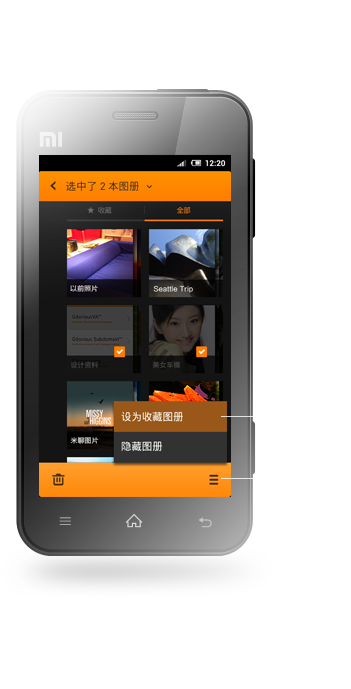 MI
12:20
选中了 2 本图册
★ 收藏
全部
以前照片
Seattle Trip
设计资料
美女华横
MISSY
HIGGINS
米聊图片
设为收藏图册
隐藏图册